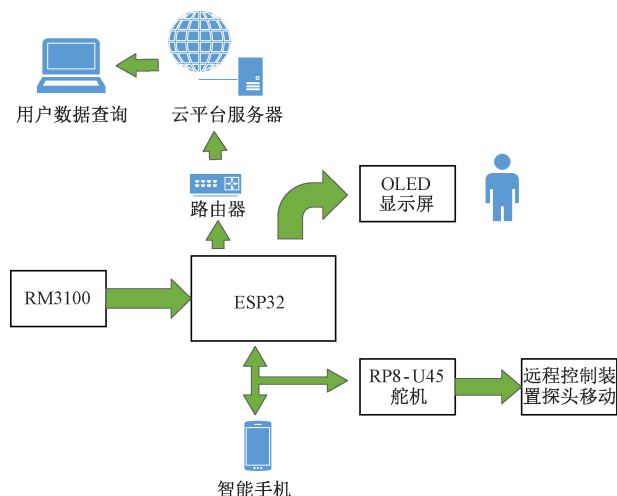 用户数据查询
云平台服务器
路由器
OLED
显示屏
RM3100
ESP32
RP8-U45
舵机
远程控制装
置探头移动
智能手机